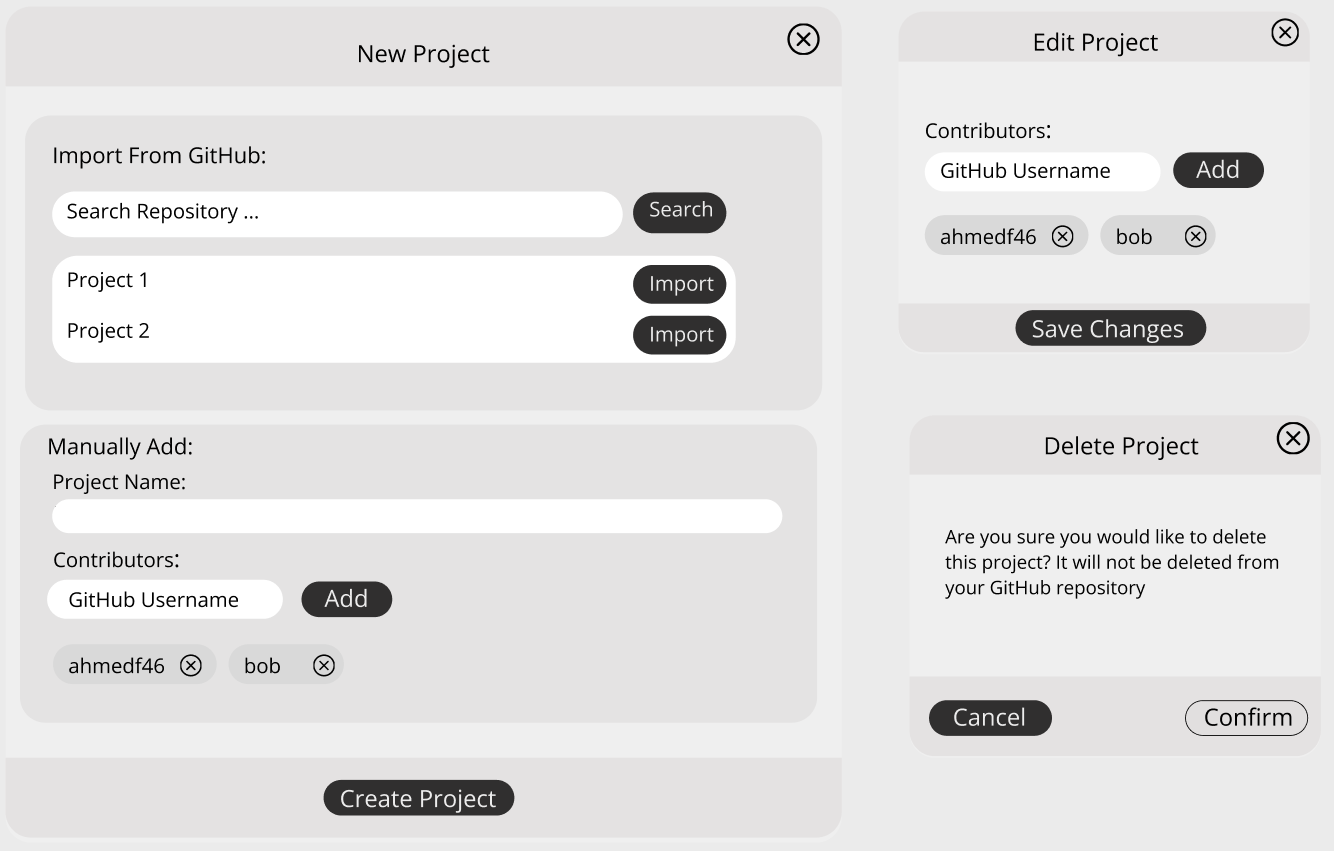 New Project
Import From GitHub:
Search Repository ...
Search
Project 1
Import
Project 2
Import
Manually Add:
Project Name:
Contributors:
GitHub Username
Add
ahmedf46
bob
Create Project
Edit Project
Contributors:
GitHub Username
Add
ahmedf46
bob
Save Changes
Delete Project
Are you sure you would like to delete
this project? It will not be deleted from
your GitHub repository
Cancel
Confirm